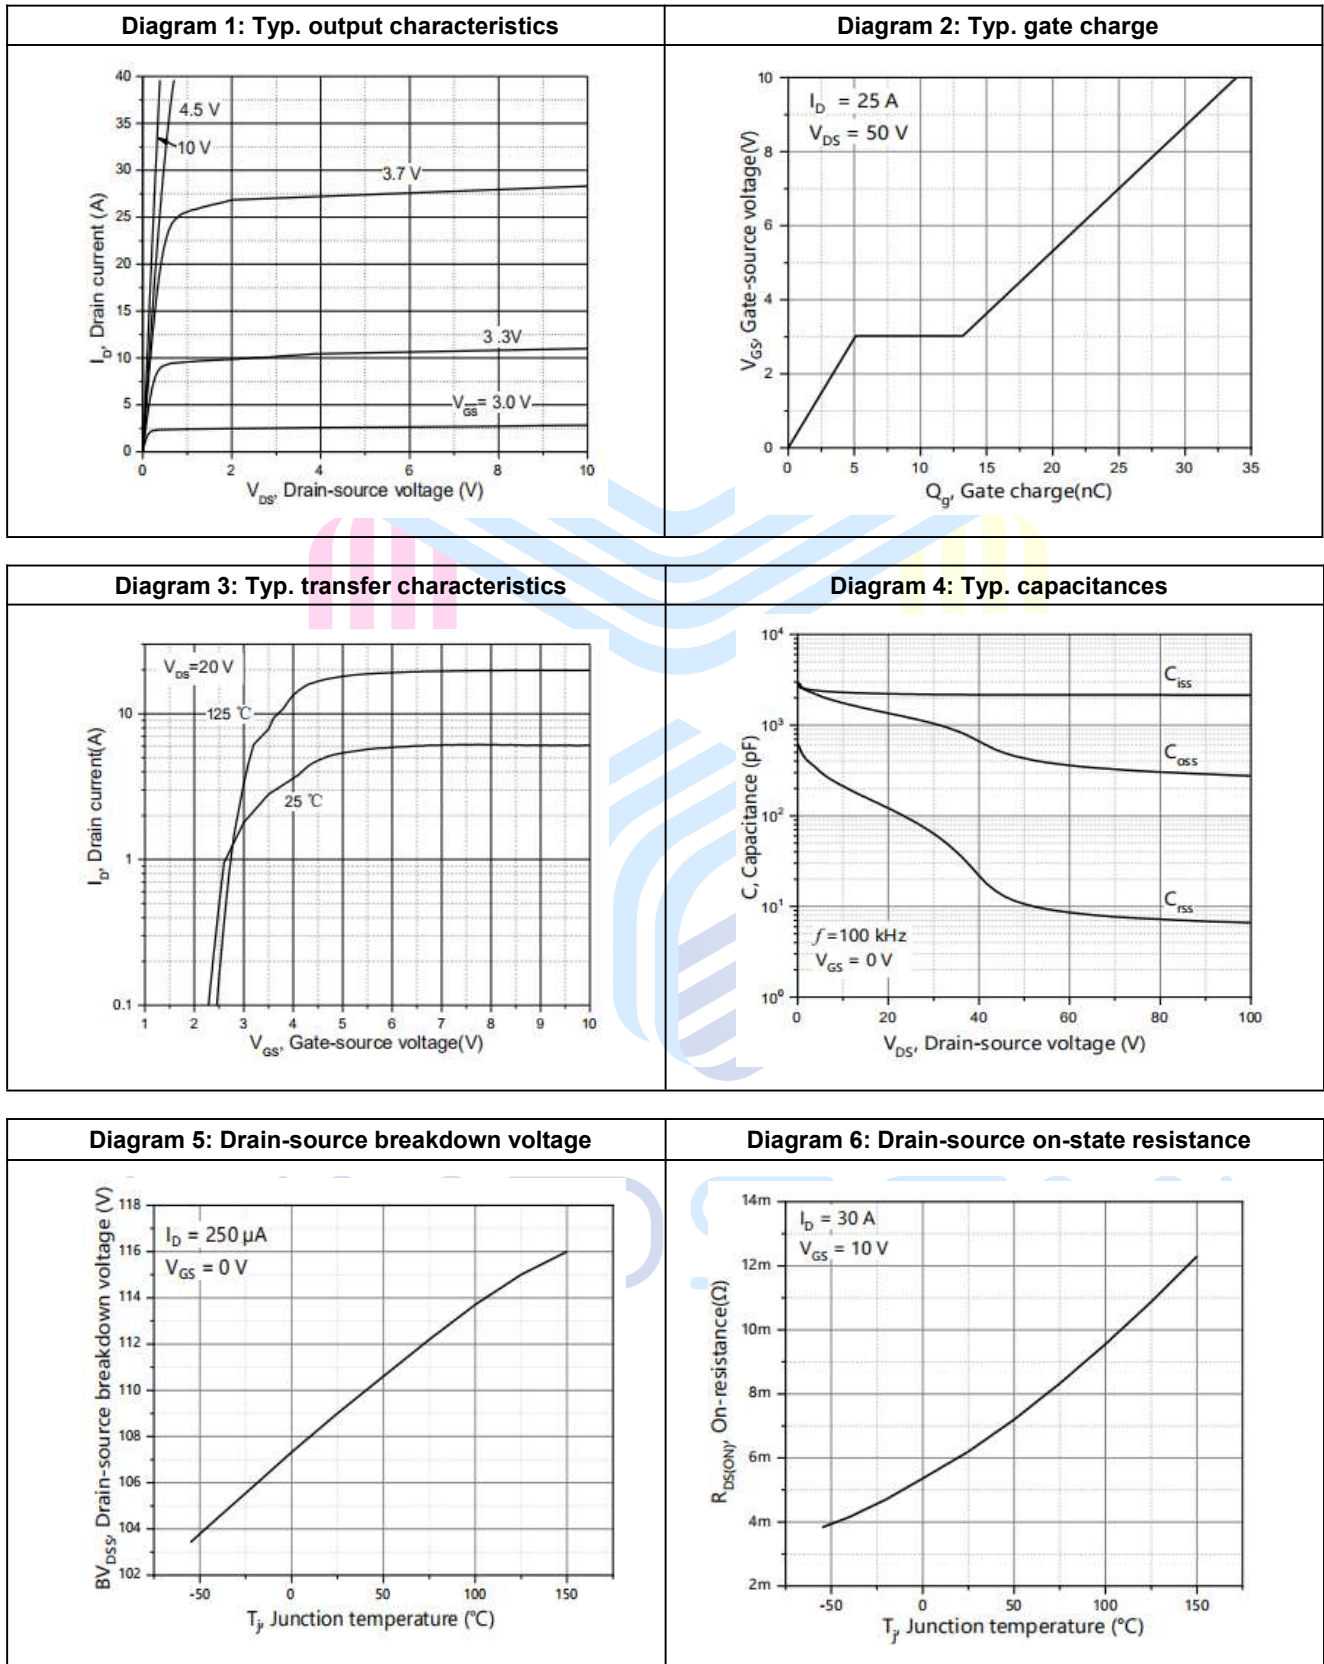 Diagram 1: Typ. output characteristics
40
35
30
25
20
15
10
5
0
4.5 V
10 V
3.7 V
3 .3V
VGS= 3.0 V
0 2 4 6 8 10
ID, Drain current (A)
VDS, Drain-source voltage (V)
Diagram 2: Typ. gate charge
10
8
6
4
2
0
ID = 25 A
VDS = 50 V
0 5 10 15 20 25 30 35
VGS, Gate-source voltage(V)
Qg, Gate charge(nC)
Diagram 3: Typ. transfer characteristics
VDS=20 V
125 ℃
25 ℃
10
1
0.1
1 2 3 4 5 6 7 8 9 10
ID, Drain current(A)
VGS, Gate-source voltage(V)
Diagram 4: Typ. capacitances
10⁴
10³
10²
10¹
10⁰
Ciss
Coss
Crss
f=100 kHz
VGS = 0 V
0 20 40 60 80 100
C, Capacitance (pF)
VDS, Drain-source voltage (V)
Diagram 5: Drain-source breakdown voltage
118
116
114
112
110
108
106
104
102
ID = 250 μA
VGS = 0 V
-50 0 50 100 150
BVDSS, Drain-source breakdown voltage (V)
Tj, Junction temperature (°C)
Diagram 6: Drain-source on-state resistance
14m
12m
10m
8m
6m
4m
2m
ID = 30 A
VGS = 10 V
-50 0 50 100 150
RDS(ON), On-resistance(Ω)
Tj, Junction temperature (°C)